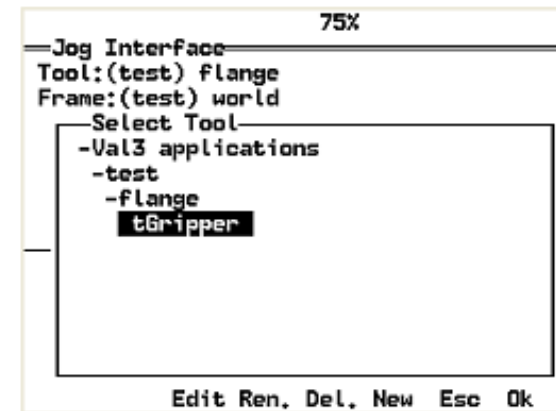 75%
Jog Interface
Tool:(test) flange
Frame:(test) world
Select Tool
-Val3 applications
-test
-flange
tGripper
Edit Ren. Del. New Esc Ok